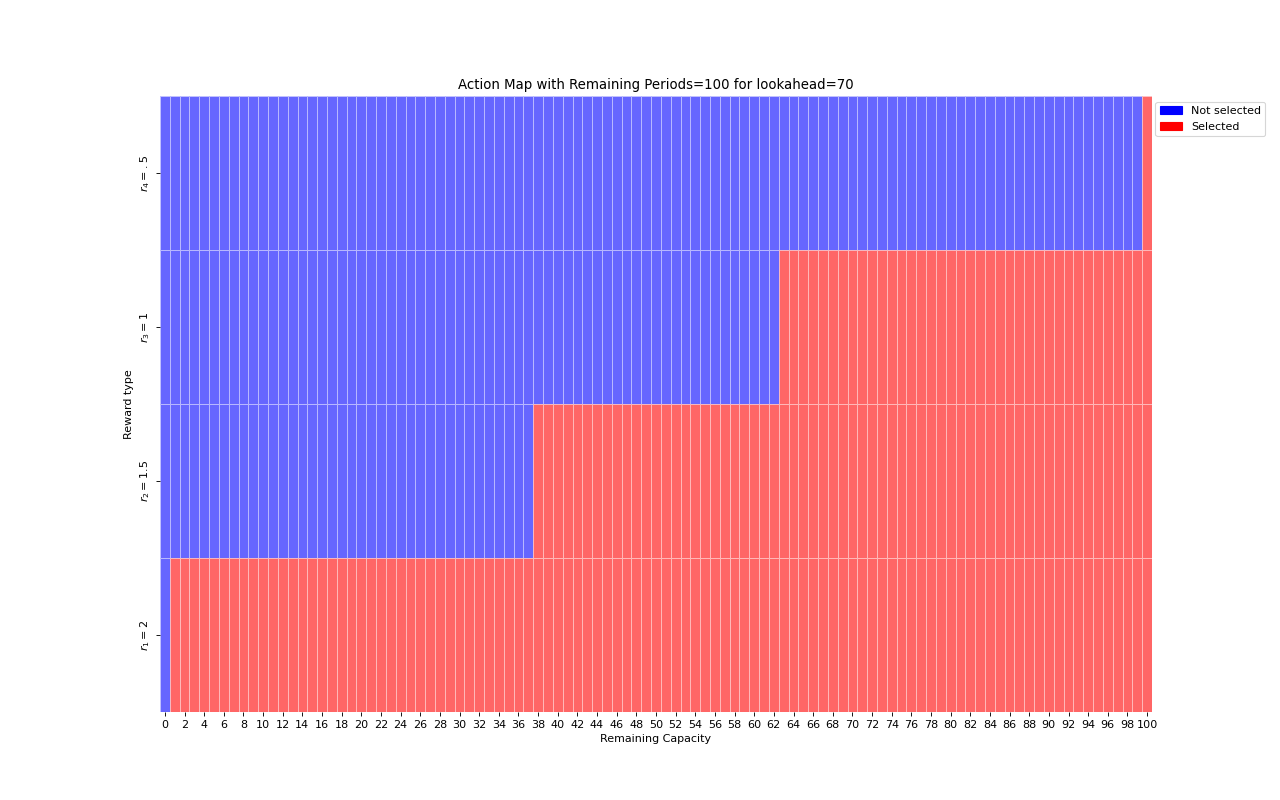 Action Map with Remaining Periods=100 for lookahead=70
Not selected
Selected
r₄ = .5
r₃ = 1
r₂ = 1.5
r₁ = 2
Reward type
0 2 4 6 8 10 12 14 16 18 20 22 24 26 28 30 32 34 36 38 40 42 44 46 48 50 52 54 56 58 60 62 64 66 68 70 72 74 76 78 80 82 84 86 88 90 92 94 96 98 100
Remaining Capacity